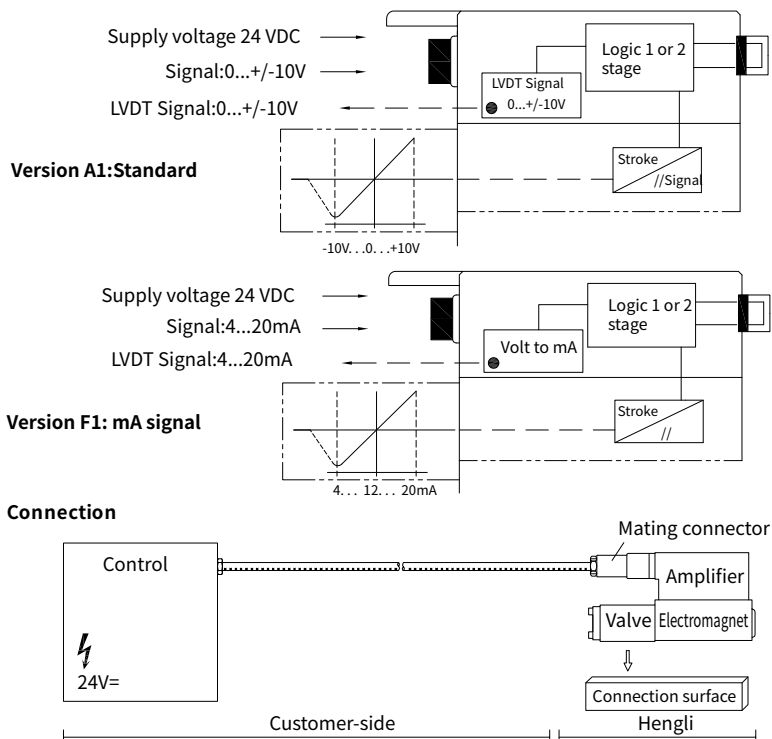 Supply voltage 24 VDC
Signal:0...+/-10V
LVDT Signal:0...+/-10V
LVDT Signal
0...+/-10V
Logic 1 or 2
stage
Stroke
//Signal
Version A1:Standard
-10V...0...+10V
Supply voltage 24 VDC
Signal:4...20mA
LVDT Signal:4...20mA
Volt to mA
Logic 1 or 2
stage
Stroke
//
Version F1: mA signal
4... 12... 20mA
Connection
Mating connector
Control
Amplifier
Valve
Electromagnet
24V=
Connection surface
Customer-side
Hengli